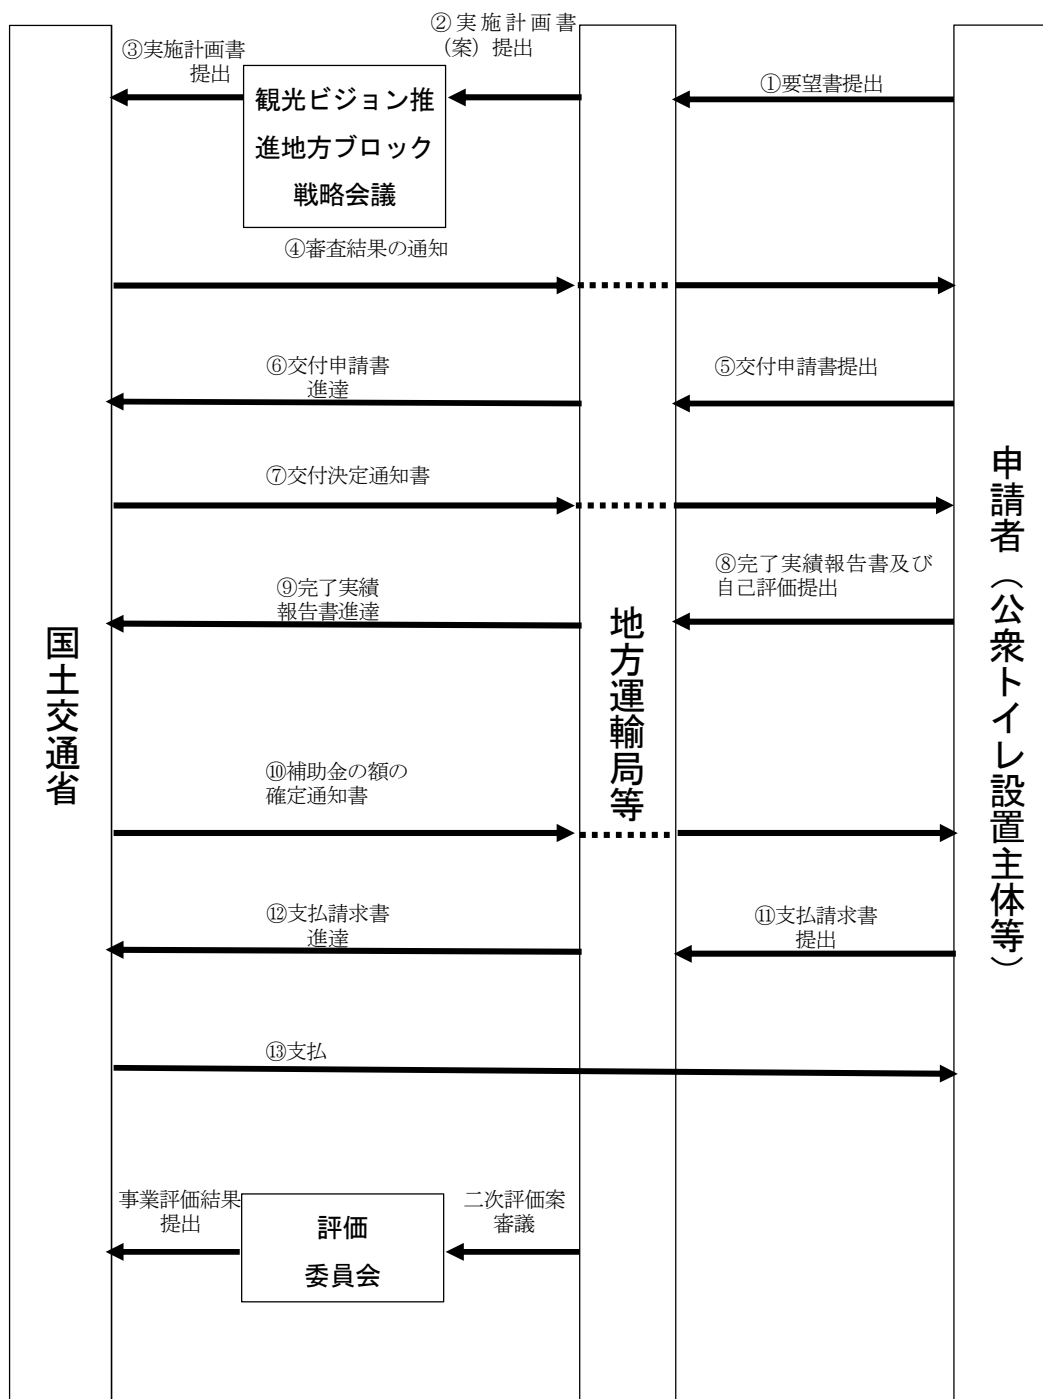 ②実施計画書
（案）提出
③実施計画書
提出
①要望書提出
観光ビジョン推
進地方ブロック
戦略会議
④審査結果の通知
⑥交付申請書
進達
⑤交付申請書提出
⑦交付決定通知書
⑧完了実績報告書及び
自己評価提出
⑨完了実績
報告書進達
国土交通省
地方運輸局等
申請者（公衆トイレ設置主体等）
⑩補助金の額の
確定通知書
⑫支払請求書
進達
⑪支払請求書
提出
⑬支払
事業評価結果
提出
二次評価案
審議
評価
委員会